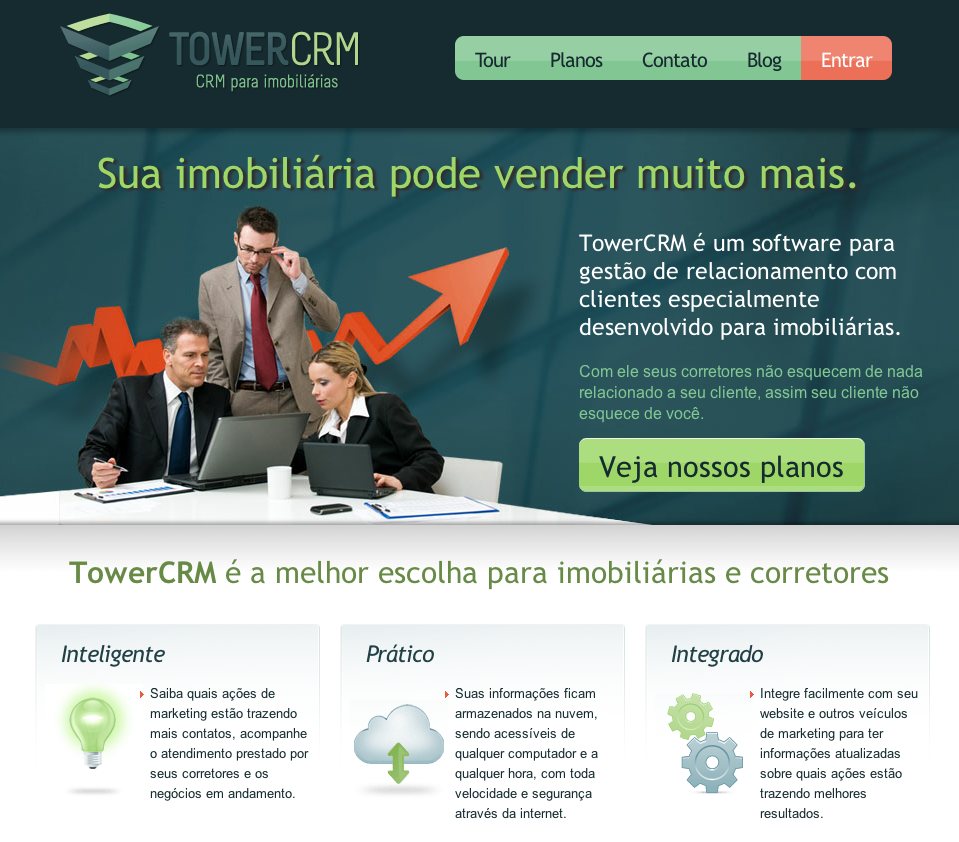 TOWERCRM
CRM para imobiliárias
Tour Planos Contato Blog Entrar
Sua imobiliária pode vender muito mais.
TowerCRM é um software para
gestão de relacionamento com
clientes especialmente
desenvolvido para imobiliárias.
Com ele seus corretores não esquecem de nada
relacionado a seu cliente, assim seu cliente não
esquece de você.
Veja nossos planos
TowerCRM é a melhor escolha para imobiliárias e corretores
Inteligente
Saiba quais ações de
marketing estão trazendo
mais contatos, acompanhe
o atendimento prestado por
seus corretores e os
negócios em andamento.
Prático
Suas informações ficam
armazenados na nuvem,
sendo acessíveis de
qualquer computador e a
qualquer hora, com toda
velocidade e segurança
através da internet.
Integrado
Integre facilmente com seu
website e outros veículos
de marketing para ter
informações atualizadas
sobre quais ações estão
trazendo melhores
resultados.